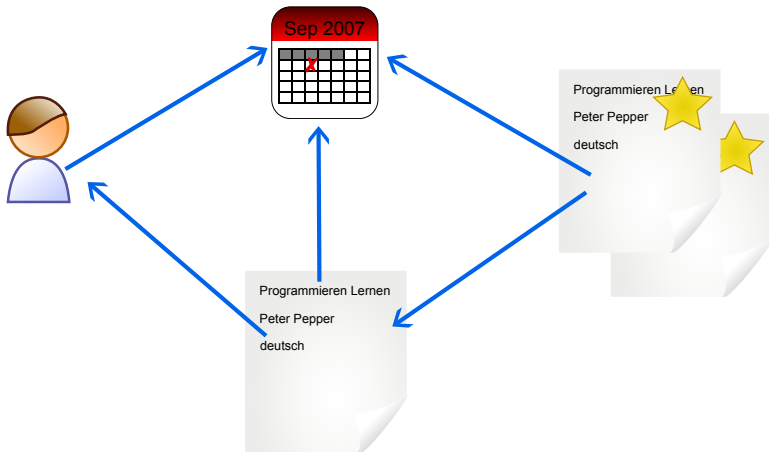 Sep 2007
X
Programmieren Lernen
Peter Pepper
deutsch
Programmieren Lernen
Peter Pepper
deutsch